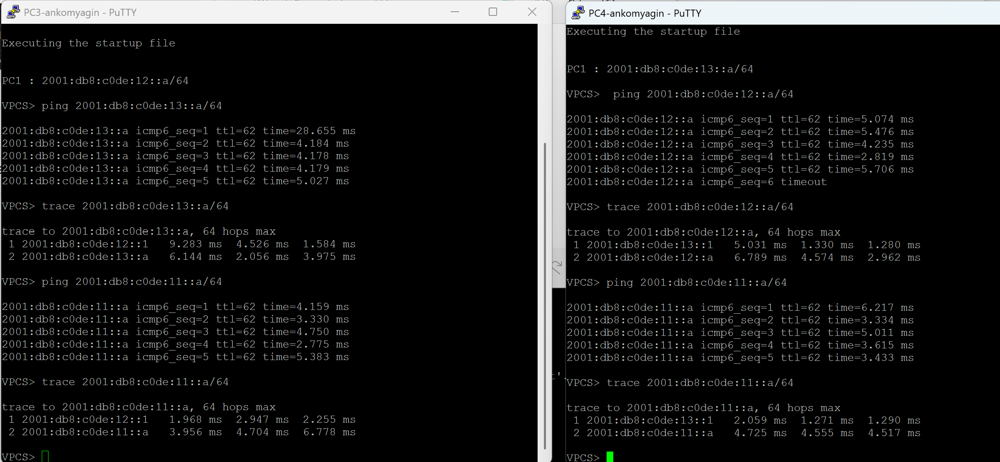 PC3-ankomyagin - PuTTY
Executing the startup file
PC1 : 2001:db8:c0de:12::a/64
VPCS> ping 2001:db8:c0de:13::a/64
2001:db8:c0de:13::a icmp6_seq=1 ttl=62 time=28.655 ms
2001:db8:c0de:13::a icmp6_seq=2 ttl=62 time=4.184 ms
2001:db8:c0de:13::a icmp6_seq=3 ttl=62 time=4.178 ms
2001:db8:c0de:13::a icmp6_seq=4 ttl=62 time=4.179 ms
2001:db8:c0de:13::a icmp6_seq=5 ttl=62 time=5.027 ms
VPCS> trace 2001:db8:c0de:13::a/64
trace to 2001:db8:c0de:13::a, 64 hops max
1 2001:db8:c0de:12::1   9.283 ms  4.526 ms  1.584 ms
2 2001:db8:c0de:13::a   6.144 ms  2.056 ms  3.975 ms
VPCS> ping 2001:db8:c0de:11::a/64
2001:db8:c0de:11::a icmp6_seq=1 ttl=62 time=4.159 ms
2001:db8:c0de:11::a icmp6_seq=2 ttl=62 time=3.330 ms
2001:db8:c0de:11::a icmp6_seq=3 ttl=62 time=4.750 ms
2001:db8:c0de:11::a icmp6_seq=4 ttl=62 time=2.775 ms
2001:db8:c0de:11::a icmp6_seq=5 ttl=62 time=5.383 ms
VPCS> trace 2001:db8:c0de:11::a/64
trace to 2001:db8:c0de:11::a, 64 hops max
1 2001:db8:c0de:12::1   1.968 ms  2.947 ms  2.255 ms
2 2001:db8:c0de:11::a   3.956 ms  4.704 ms  6.778 ms
VPCS>
PC4-ankomyagin - PuTTY
Executing the startup file
PC1 : 2001:db8:c0de:13::a/64
VPCS>  ping 2001:db8:c0de:12::a/64
2001:db8:c0de:12::a icmp6_seq=1 ttl=62 time=5.074 ms
2001:db8:c0de:12::a icmp6_seq=2 ttl=62 time=5.476 ms
2001:db8:c0de:12::a icmp6_seq=3 ttl=62 time=4.235 ms
2001:db8:c0de:12::a icmp6_seq=4 ttl=62 time=2.819 ms
2001:db8:c0de:12::a icmp6_seq=5 ttl=62 time=5.706 ms
2001:db8:c0de:12::a icmp6_seq=6 timeout
VPCS> trace 2001:db8:c0de:12::a/64
trace to 2001:db8:c0de:12::a, 64 hops max
1 2001:db8:c0de:13::1   5.031 ms  1.330 ms  1.280 ms
2 2001:db8:c0de:12::a   6.789 ms  4.574 ms  2.962 ms
VPCS> ping 2001:db8:c0de:11::a/64
2001:db8:c0de:11::a icmp6_seq=1 ttl=62 time=6.217 ms
2001:db8:c0de:11::a icmp6_seq=2 ttl=62 time=3.334 ms
2001:db8:c0de:11::a icmp6_seq=3 ttl=62 time=5.011 ms
2001:db8:c0de:11::a icmp6_seq=4 ttl=62 time=3.615 ms
2001:db8:c0de:11::a icmp6_seq=5 ttl=62 time=3.433 ms
VPCS> trace 2001:db8:c0de:11::a/64
trace to 2001:db8:c0de:11::a, 64 hops max
1 2001:db8:c0de:13::1   2.059 ms  1.271 ms  1.290 ms
2 2001:db8:c0de:11::a   4.725 ms  4.555 ms  4.517 ms
VPCS>